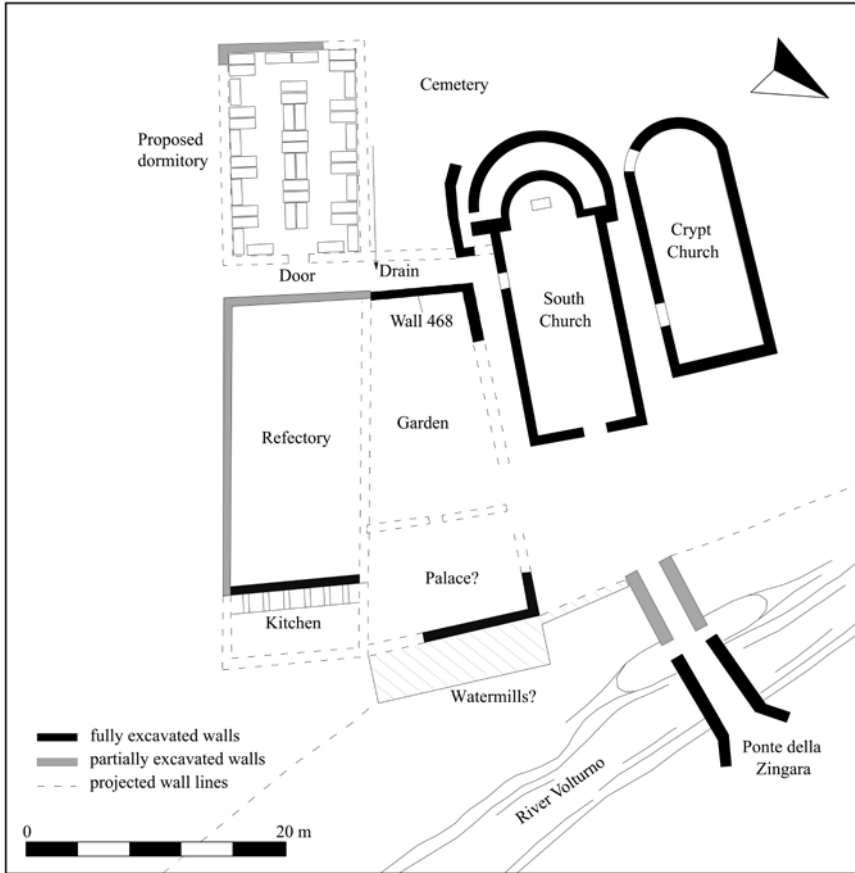 Cemetery
Proposed
dormitory
Crypt
Church
Door
Drain
South
Church
Wall 468
Refectory
Garden
Palace?
Kitchen
Watermills?
fully excavated walls
partially excavated walls
projected wall lines
Ponte della
Zingara
River Volturno
0
20 m